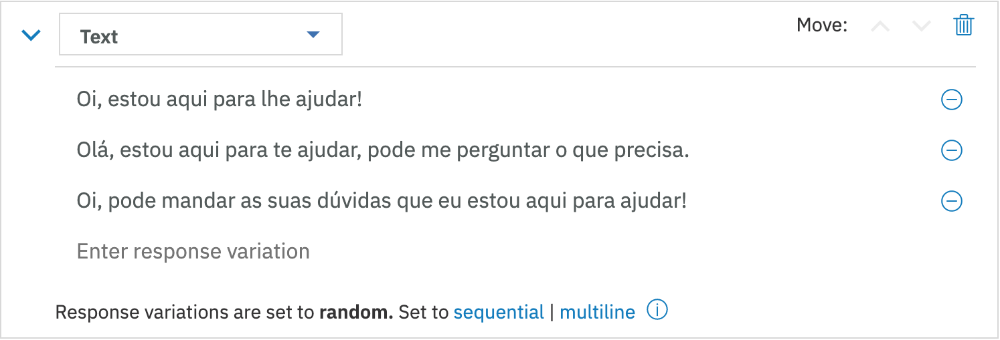 Text
Move:
Oi, estou aqui para lhe ajudar!
Olá, estou aqui para te ajudar, pode me perguntar o que precisa.
Oi, pode mandar as suas dúvidas que eu estou aqui para ajudar!
Enter response variation
Response variations are set to random. Set to sequential | multiline